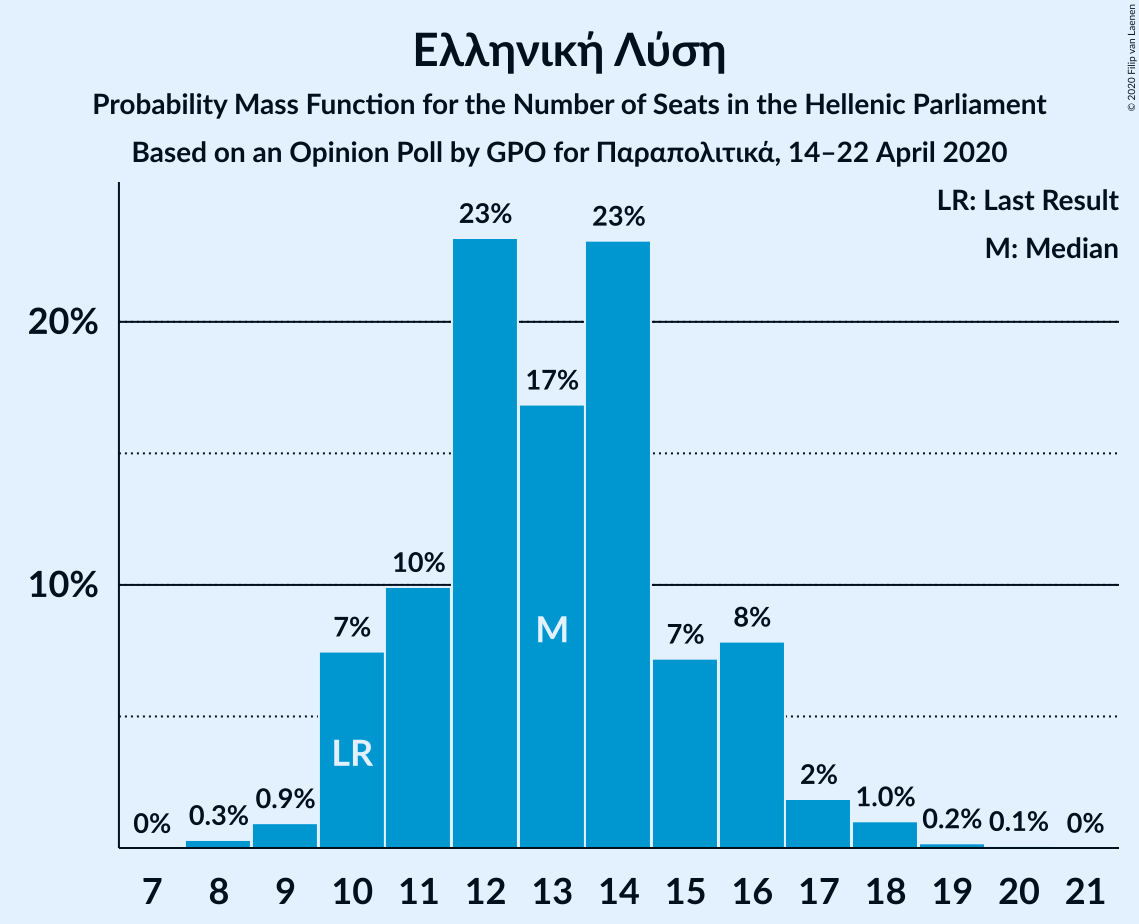 Ελληνική Λύση
Probability Mass Function for the Number of Seats in the Hellenic Parliament
Based on an Opinion Poll by GPO for Παραπολιτικά, 14–22 April 2020
© 2020 Filip van Laenen
LR: Last Result
M: Median
23%
23%
20%
17%
10%
10%
7%
8%
7%
M
LR
2%
0%
0.3%
0.9%
1.0%
0.2%
0.1%
0%
7 8 9 10 11 12 13 14 15 16 17 18 19 20 21